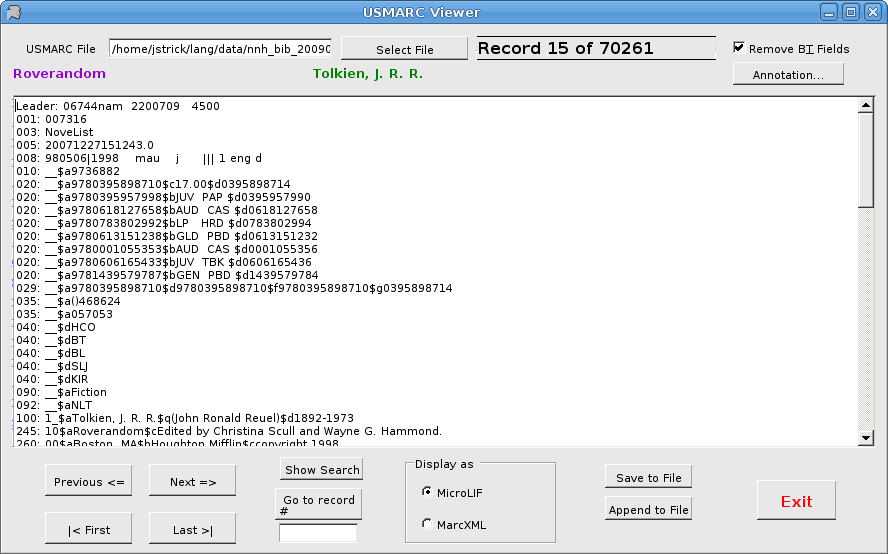 USMARC Viewer
USMARC File /home/jstrick/lang/data/nnh_bib_20090 Select File Record 15 of 70261 Remove BT Fields
Roverandom Tolkien, J. R. R. Annotation...
Leader: 06744nam  2200709   4500
001: 007316
003: NoveList
005: 20071227151243.0
008: 980506|1998    mau    j      ||| 1 eng d
010: __$a9736882
020: __$a9780395898710$c17.00$d0395898714
020: __$a9780395957998$bJUV  PAP $d0395957990
020: __$a9780618127658$bAUD  CAS $d0618127658
020: __$a9780783802992$bLP   HRD $d0783802994
020: __$a9780613151238$bGLD  PBD $d0613151232
020: __$a9780001055353$bAUD  CAS $d0001055356
020: __$a9780606165433$bJUV  TBK $d0606165436
020: __$a9781439579787$bGEN  PBD $d1439579784
029: __$a9780395898710$d9780395898710$f9780395898710$g0395898714
035: __$a()468624
035: __$a057053
040: __$dHCO
040: __$dBT
040: __$dBL
040: __$dSLJ
040: __$dKIR
090: __$aFiction
092: __$aNLT
100: 1_$aTolkien, J. R. R.$q(John Ronald Reuel)$d1892-1973
245: 10$aRoverandom$cEdited by Christina Scull and Wayne G. Hammond.
260: 00$aBoston, MA$bHoughton Mifflin$ccopyright 1998
Previous <= Next => Show Search Display as Save to File
Go to record
# MicroLIF Exit
Append to File
|< First Last >| MarcXML